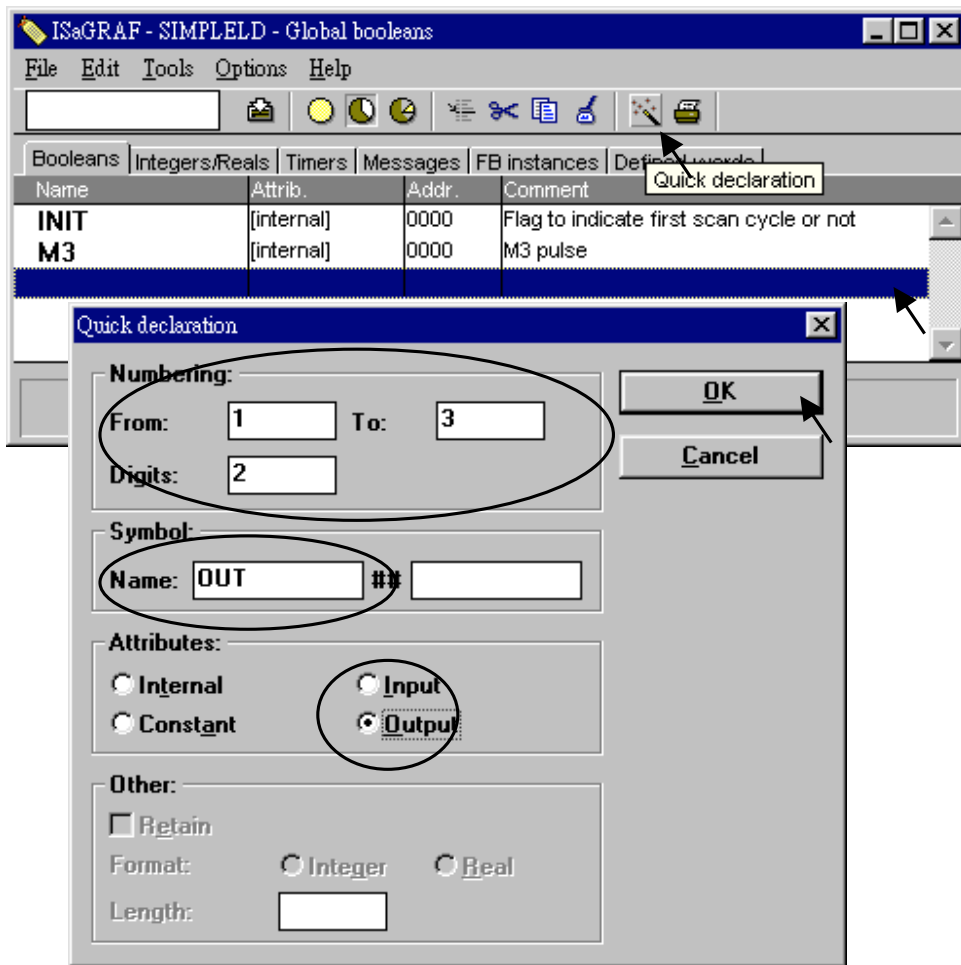 ISaGRAF - SIMPLELD - Global booleans
File Edit Tools Options Help
Booleans Integers/Reals Timers Messages FB instances Defined words
Quick declaration
Name Attrib. Addr. Comment
INIT [internal] 0000 Flag to indicate first scan cycle or not
M3 [internal] 0000 M3 pulse
Quick declaration
Numbering:
From: 1 To: 3
Digits: 2
OK
Cancel
Symbol:
Name: OUT ##
Attributes:
Internal Input
Constant Output
Other:
Retain
Format: Integer Real
Length: